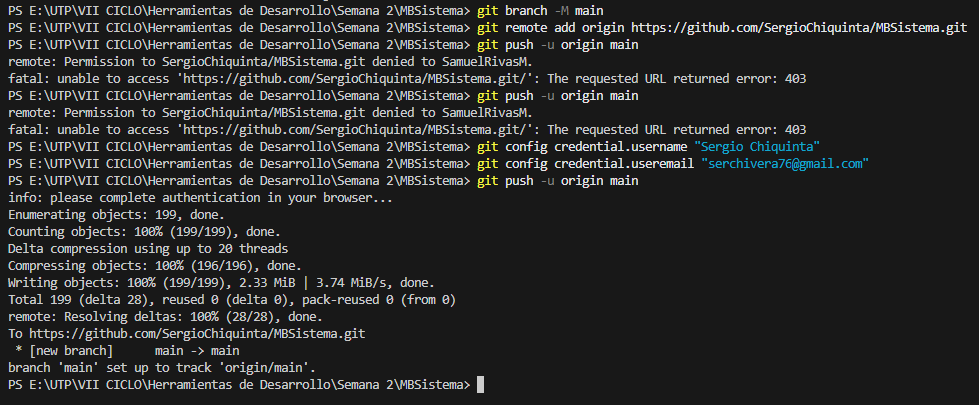 PS E:\UTP\VII CICLO\Herramientas de Desarrollo\Semana 2\MBSistema> git branch -M main
PS E:\UTP\VII CICLO\Herramientas de Desarrollo\Semana 2\MBSistema> git remote add origin https://github.com/SergioChiquinta/MBSistema.git
PS E:\UTP\VII CICLO\Herramientas de Desarrollo\Semana 2\MBSistema> git push -u origin main
remote: Permission to SergioChiquinta/MBSistema.git denied to SamuelRivasM.
fatal: unable to access 'https://github.com/SergioChiquinta/MBSistema.git/': The requested URL returned error: 403
PS E:\UTP\VII CICLO\Herramientas de Desarrollo\Semana 2\MBSistema> git push -u origin main
remote: Permission to SergioChiquinta/MBSistema.git denied to SamuelRivasM.
fatal: unable to access 'https://github.com/SergioChiquinta/MBSistema.git/': The requested URL returned error: 403
PS E:\UTP\VII CICLO\Herramientas de Desarrollo\Semana 2\MBSistema> git config credential.username "Sergio Chiquinta"
PS E:\UTP\VII CICLO\Herramientas de Desarrollo\Semana 2\MBSistema> git config credential.useremail "serchivera76@gmail.com"
PS E:\UTP\VII CICLO\Herramientas de Desarrollo\Semana 2\MBSistema> git push -u origin main
info: please complete authentication in your browser...
Enumerating objects: 199, done.
Counting objects: 100% (199/199), done.
Delta compression using up to 20 threads
Compressing objects: 100% (196/196), done.
Writing objects: 100% (199/199), 2.33 MiB | 3.74 MiB/s, done.
Total 199 (delta 28), reused 0 (delta 0), pack-reused 0 (from 0)
remote: Resolving deltas: 100% (28/28), done.
To https://github.com/SergioChiquinta/MBSistema.git
 * [new branch]      main -> main
branch 'main' set up to track 'origin/main'.
PS E:\UTP\VII CICLO\Herramientas de Desarrollo\Semana 2\MBSistema>